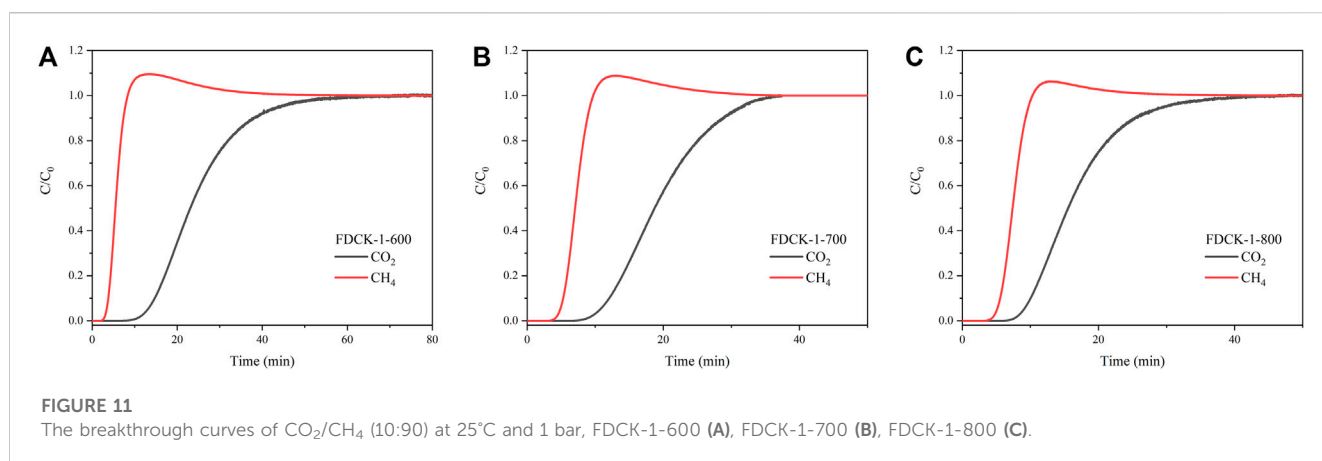 A
1.2
1.0
0.8
0.6
0.4
0.2
0.0
C/C₀
FDCK-1-600
CO₂
CH₄
0 20 40 60 80
Time (min)
B
1.2
1.0
0.8
0.6
0.4
0.2
0.0
C/C₀
FDCK-1-700
CO₂
CH₄
0 20 40
Time (min)
C
1.2
1.0
0.8
0.6
0.4
0.2
0.0
C/C₀
FDCK-1-800
CO₂
CH₄
0 20 40
Time (min)
FIGURE 11
The breakthrough curves of CO₂/CH₄ (10:90) at 25°C and 1 bar, FDCK-1-600 (A), FDCK-1-700 (B), FDCK-1-800 (C).